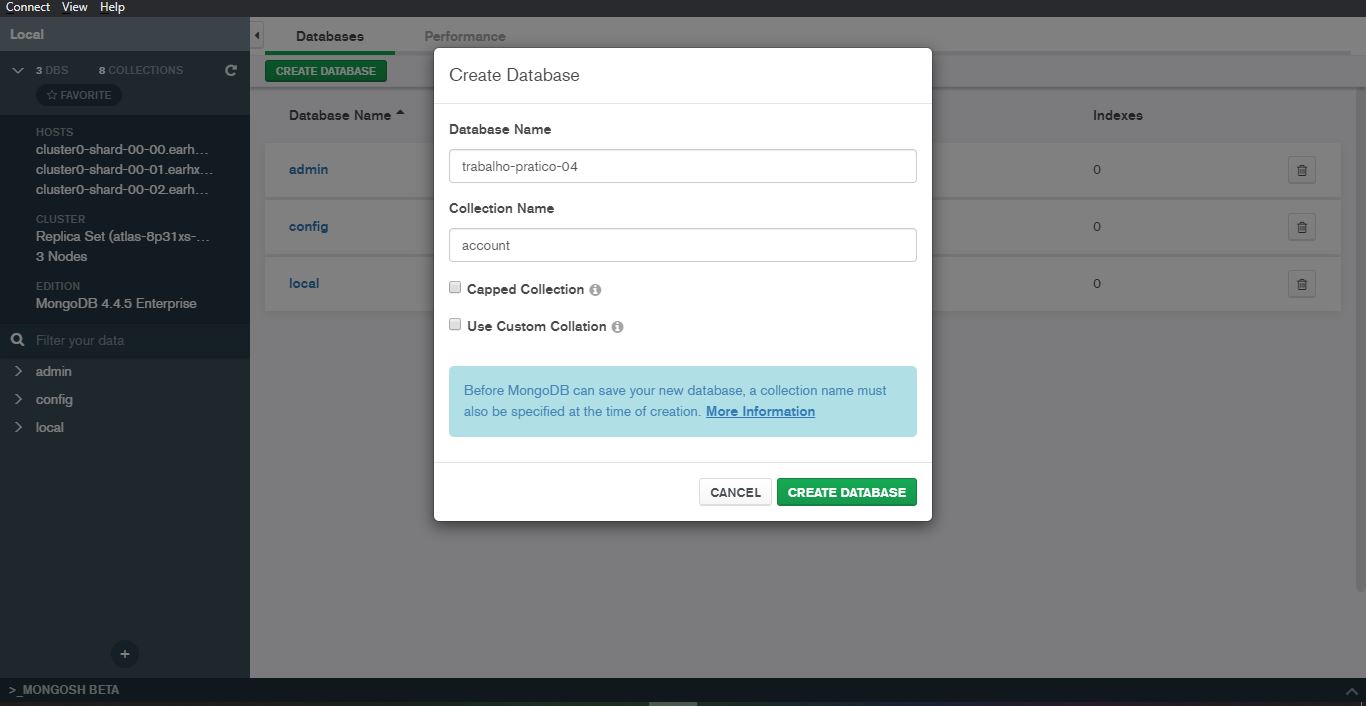 Connect View Help
Local
3 DBS 8 COLLECTIONS
FAVORITE
HOSTS
cluster0-shard-00-00.earh...
cluster0-shard-00-01.earhx...
cluster0-shard-00-02.earh...
CLUSTER
Replica Set (atlas-8p31xs-...
3 Nodes
EDITION
MongoDB 4.4.5 Enterprise
Filter your data
admin
config
local
>_MONGOSH BETA
Databases Performance
CREATE DATABASE
Database Name Indexes
admin 0
config 0
local 0
Create Database
Database Name
trabalho-pratico-04
Collection Name
account
Capped Collection
Use Custom Collation
Before MongoDB can save your new database, a collection name must
also be specified at the time of creation. More Information
CANCEL CREATE DATABASE